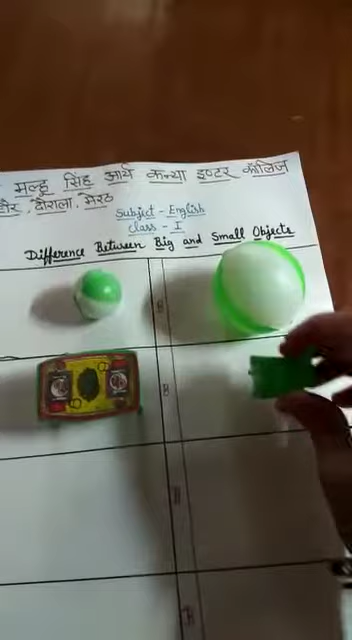 मल्हू सिंह आर्य कन्या इण्टर कॉलिज
दौराला, मेरठ
Subject - English
Class - I
Difference Between Big and Small Objects